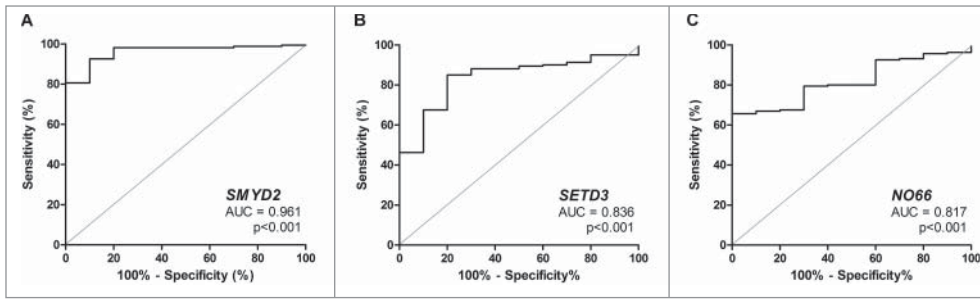 A
100
80
60
40
20
0
Sensitivity (%)
SMYD2
AUC = 0.961
p<0.001
0 20 40 60 80 100
100% - Specificity (%)
B
100
80
60
40
20
0
Sensitivity (%)
SETD3
AUC = 0.836
p<0.001
0 20 40 60 80 100
100% - Specificity%
C
100
80
60
40
20
0
Sensitivity (%)
NO66
AUC = 0.817
p<0.001
0 20 40 60 80 100
100% - Specificity%